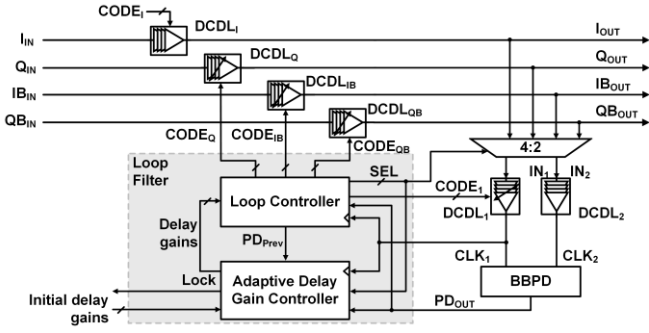 CODE_I
DCDL_I
I_IN
I_OUT
DCDL_Q
Q_IN
Q_OUT
DCDL_IB
IB_IN
IB_OUT
DCDL_QB
QB_IN
QB_OUT
CODE_Q
CODE_IB
CODE_QB
4:2
Loop
Filter
SEL
IN_1
IN_2
Loop Controller
CODE_1
DCDL_1
DCDL_2
Delay
gains
PD_Prev
CLK_1
CLK_2
Lock
Adaptive Delay
Gain Controller
BBPD
Initial delay
gains
PD_OUT